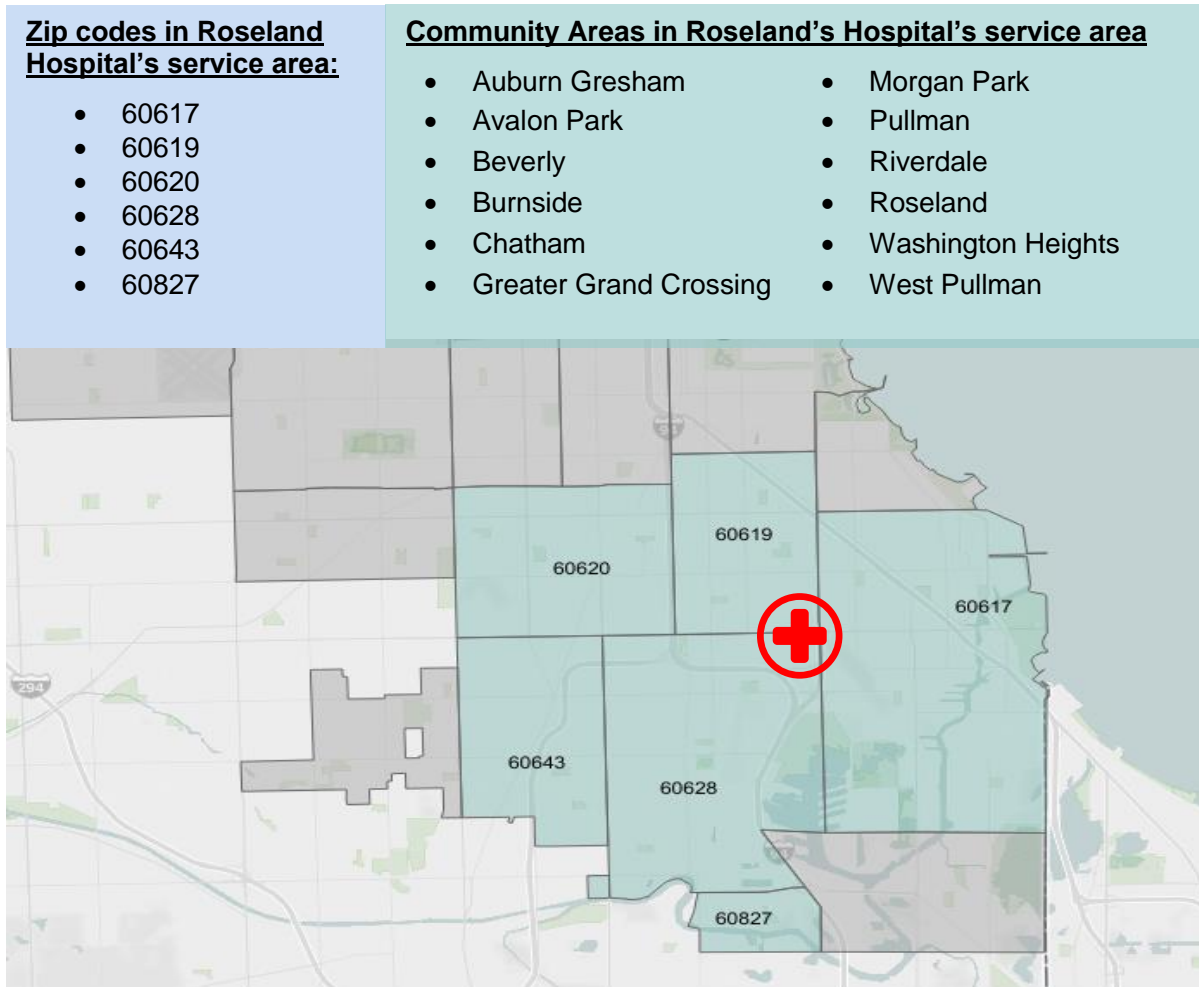 Zip codes in Roseland
Hospital's service area:
• 60617
• 60619
• 60620
• 60628
• 60643
• 60827
Community Areas in Roseland's Hospital's service area
• Auburn Gresham
• Avalon Park
• Beverly
• Burnside
• Chatham
• Greater Grand Crossing
• Morgan Park
• Pullman
• Riverdale
• Roseland
• Washington Heights
• West Pullman
60619
60620
60617
294
60643
60628
60827